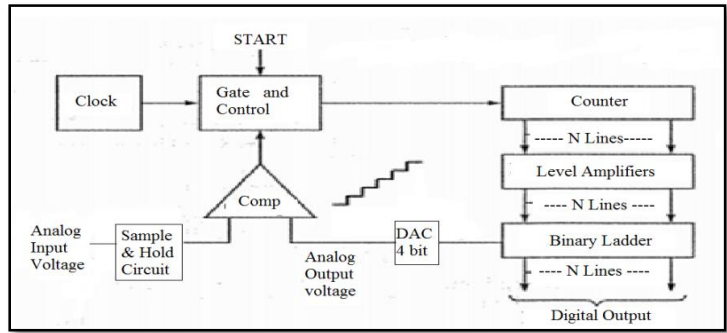 START
Clock
Gate and
Control
Counter
----- N Lines-----
Level Amplifiers
---- N Lines ----
Comp
Analog
Input
Voltage
Sample
& Hold
Circuit
Analog
Output
voltage
DAC
4 bit
Binary Ladder
---- N Lines ----
Digital Output